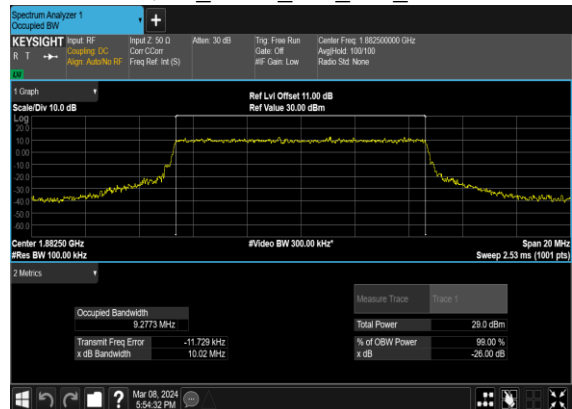 Spectrum Analyzer 1
Occupied BW
KEYSIGHT Input: RF Input Z: 50 Ω Atten: 30 dB Trig: Free Run Center Freq: 1.882500000 GHz
R T Coupling: DC Corr CCorr Gate: Off Avg|Hold: 100/100
Align: Auto/No RF Freq Ref: Int (S) #IF Gain: Low Radio Std: None
LW
1 Graph
Ref Lvl Offset 11.00 dB
Scale/Div 10.0 dB Ref Value 30.00 dBm
Log
20.0
10.0
0.00
-10.0
-20.0
-30.0
-40.0
-50.0
-60.0
Center 1.88250 GHz #Video BW 300.00 kHz* Span 20 MHz
#Res BW 100.00 kHz Sweep 2.53 ms (1001 pts)
2 Metrics
Measure Trace Trace 1
Occupied Bandwidth
9.2773 MHz Total Power 29.0 dBm
Transmit Freq Error -11.729 kHz % of OBW Power 99.00 %
x dB Bandwidth 10.02 MHz x dB -26.00 dB
? Mar 08, 2024
5:54:32 PM